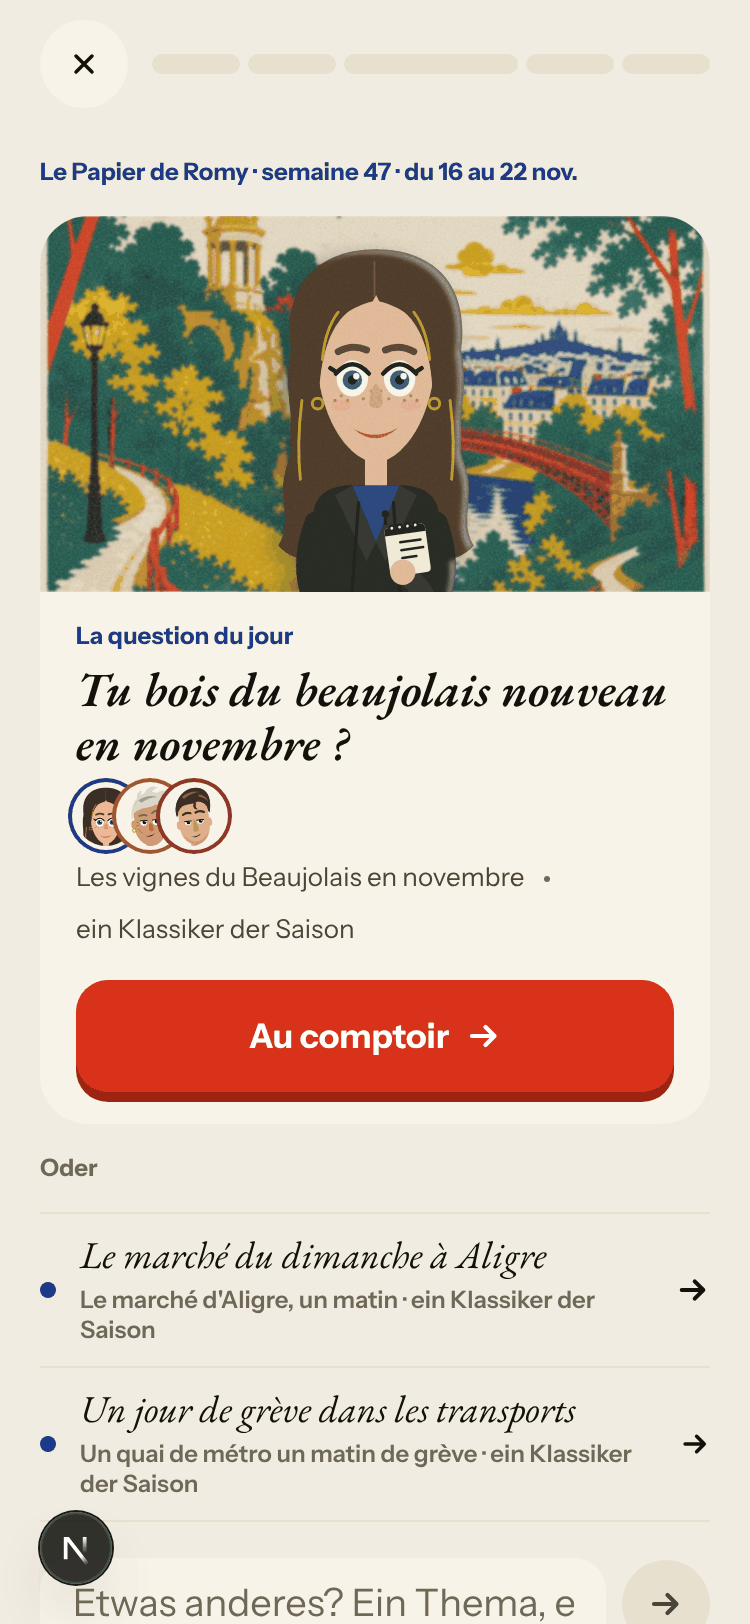 Le Papier de Romy · semaine 47 · du 16 au 22 nov.
La question du jour
Tu bois du beaujolais nouveau
en novembre ?
Les vignes du Beaujolais en novembre •
ein Klassiker der Saison
Au comptoir →
Oder
Le marché du dimanche à Aligre
Le marché d'Aligre, un matin · ein Klassiker der
Saison
Un jour de grève dans les transports
Un quai de métro un matin de grève · ein Klassiker
der Saison
N
Etwas anderes? Ein Thema, e